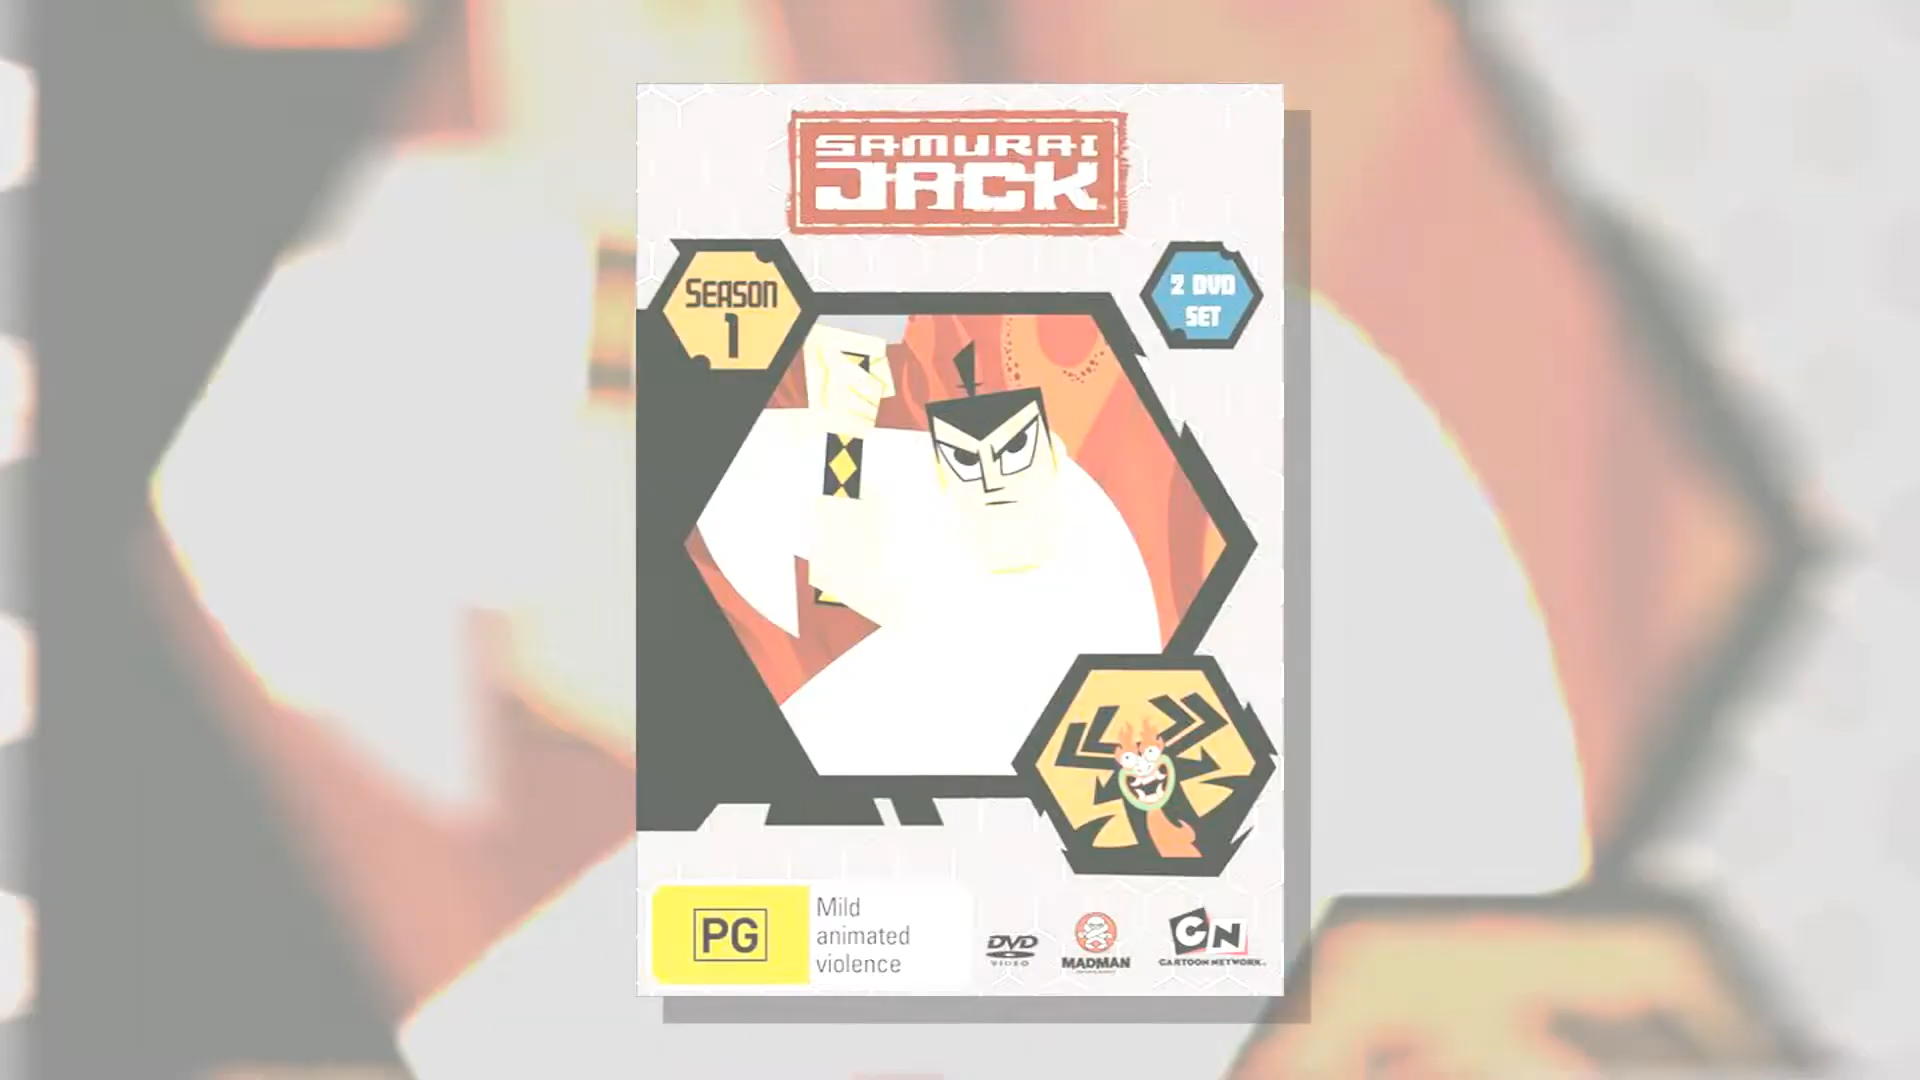 SAMURAI
JACK
SEASON
1
2 DVD
SET
PG
Mild
animated
violence
DVD
VIDEO
MADMAN
CN
CARTOON NETWORK